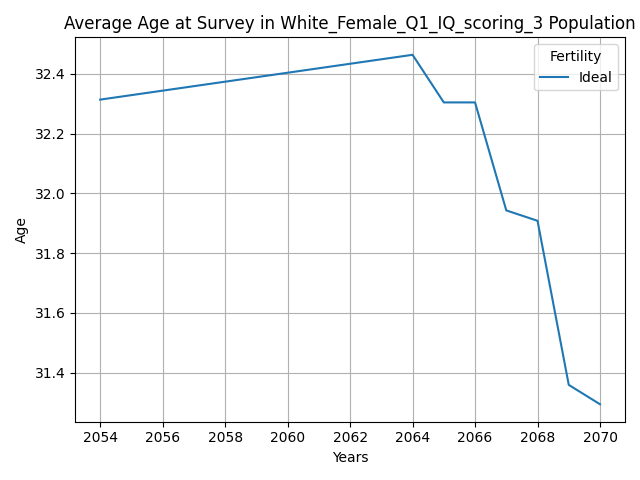 Average Age at Survey in White_Female_Q1_IQ_scoring_3 Population
Fertility
Ideal
32.4
32.2
32.0
31.8
31.6
31.4
Age
2054 2056 2058 2060 2062 2064 2066 2068 2070
Years